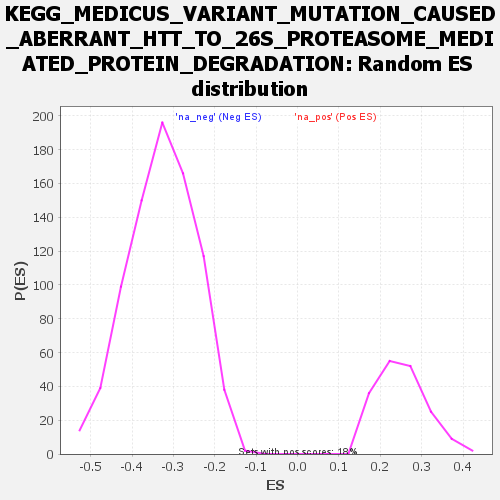 KEGG_MEDICUS_VARIANT_MUTATION_CAUSED
_ABERRANT_HTT_TO_26S_PROTEASOME_MEDI
ATED_PROTEIN_DEGRADATION: Random ES
distribution
'na_neg' (Neg ES) 'na_pos' (Pos ES)
200
180
160
140
120
100
80
60
40
20
0
P(ES)
Sets with pos scores: 18%
-0.5 -0.4 -0.3 -0.2 -0.1 0.0 0.1 0.2 0.3 0.4
ES